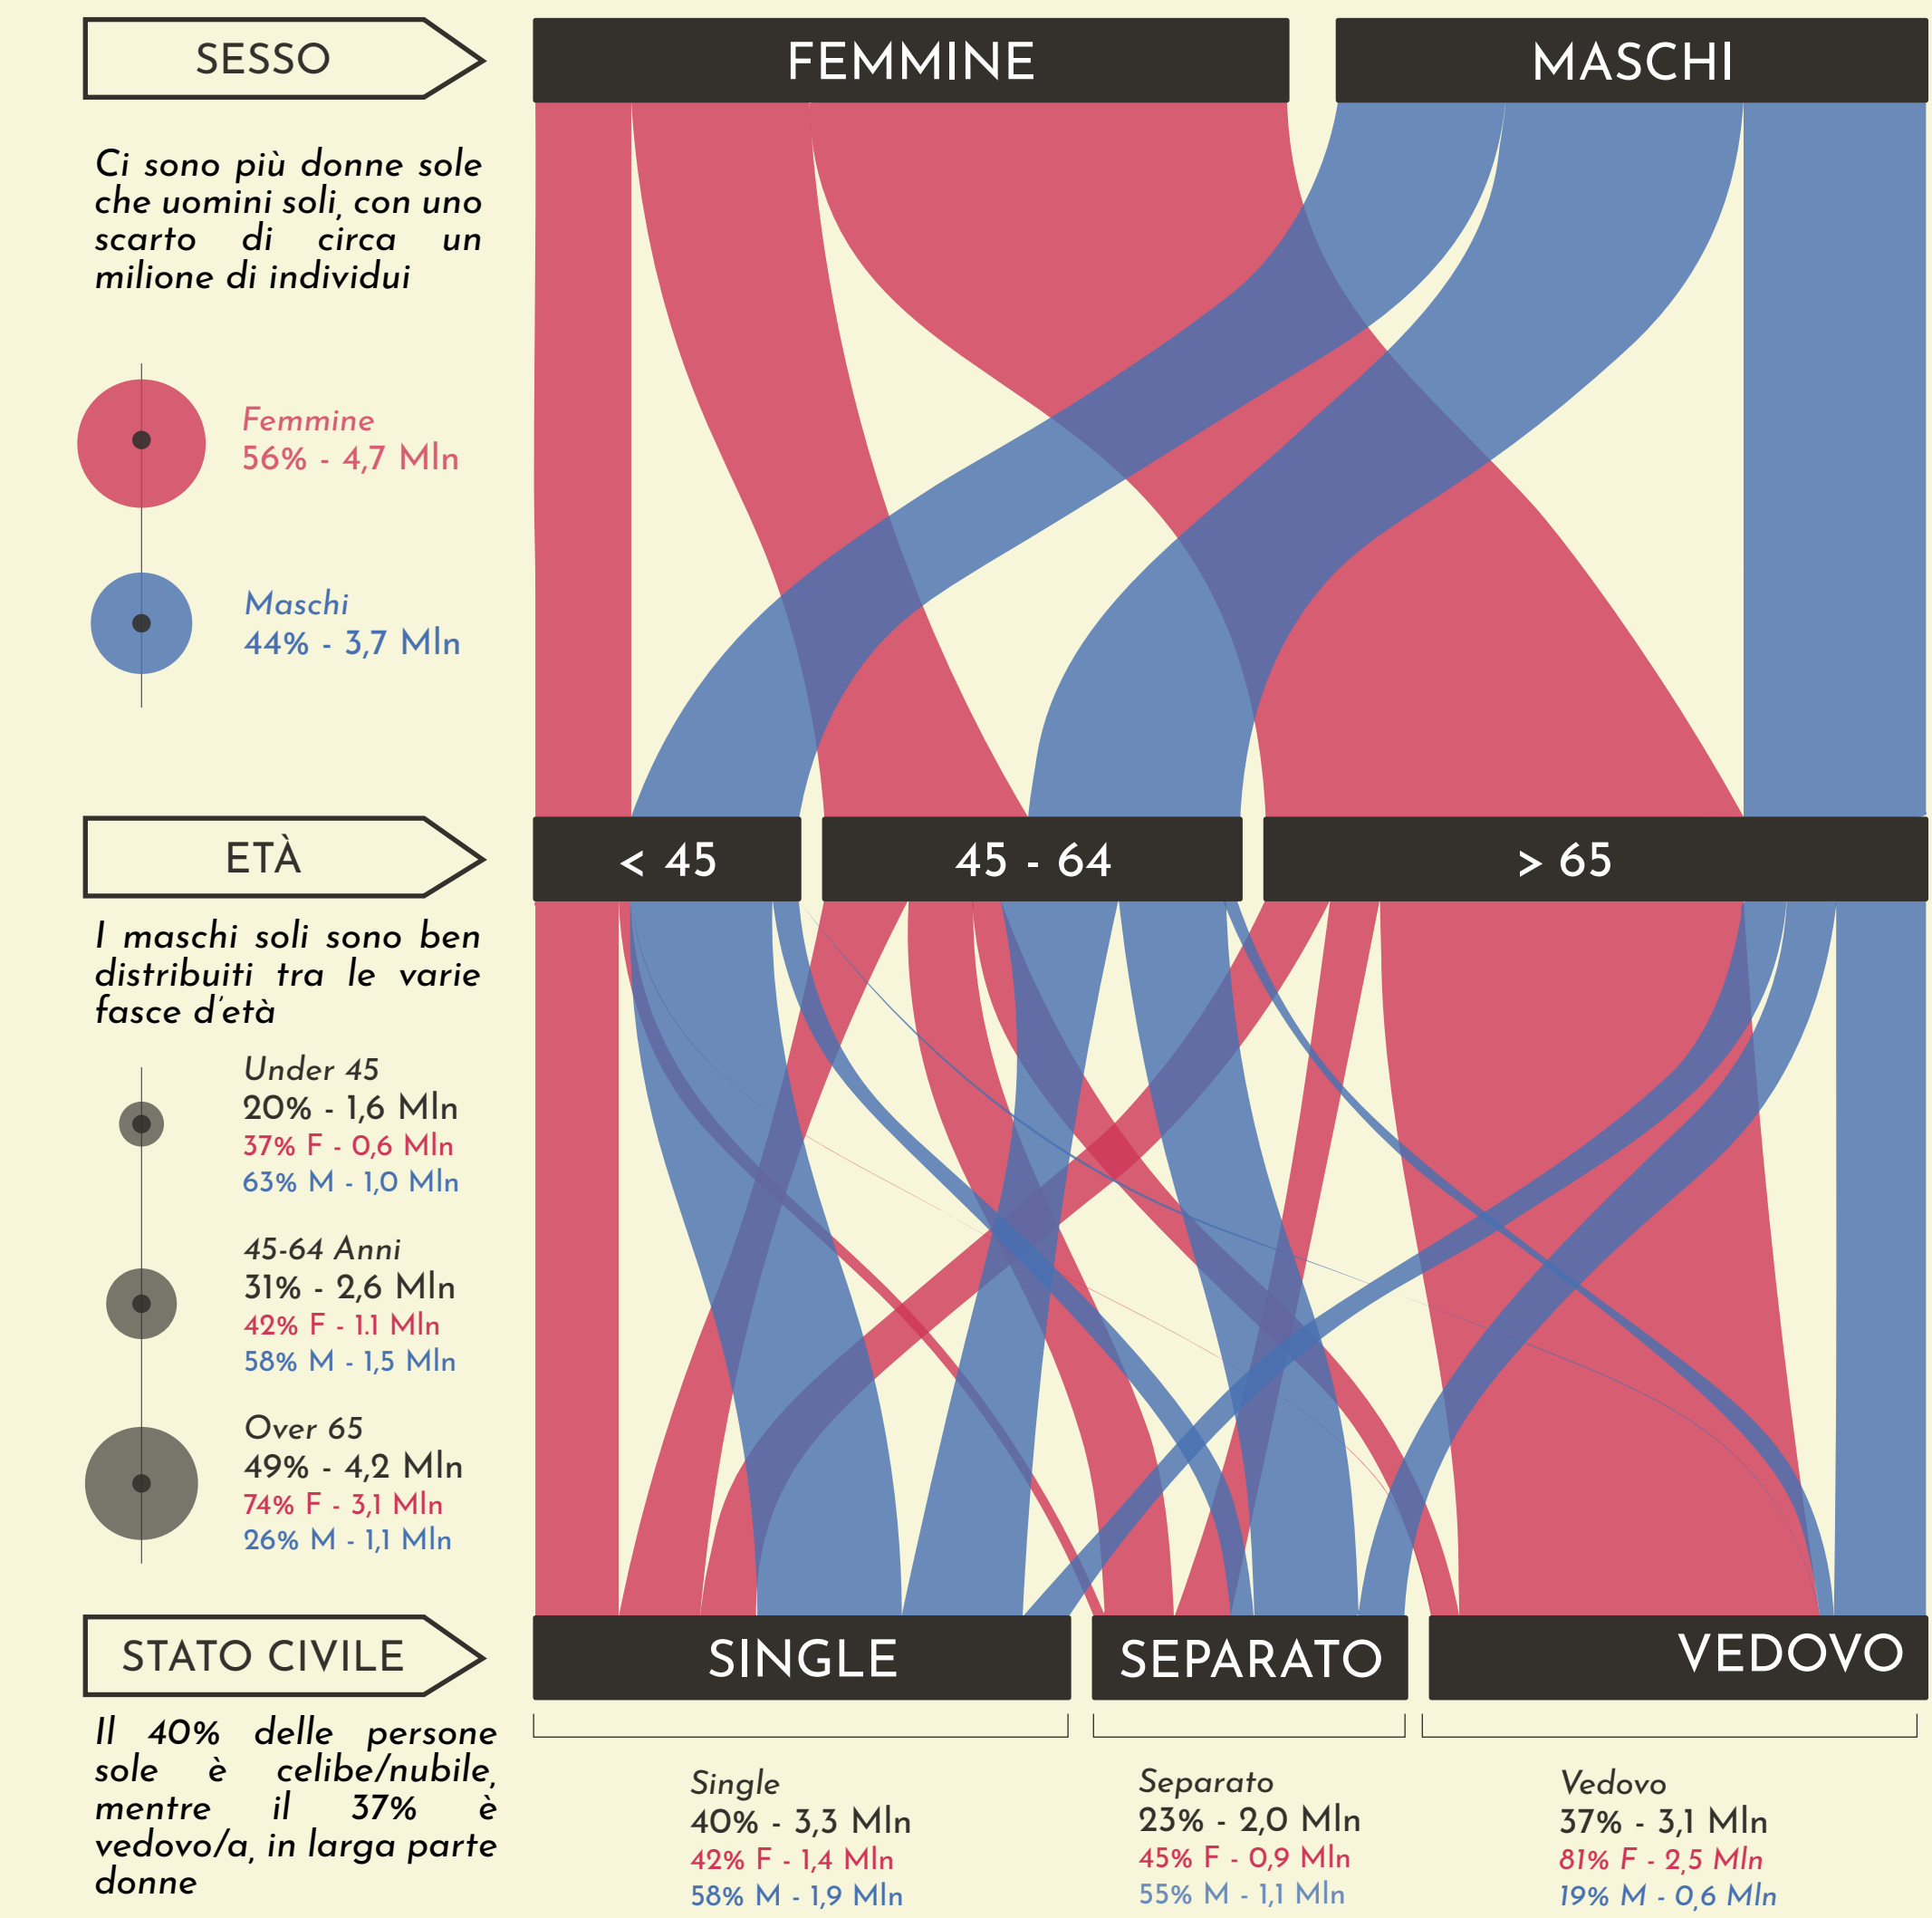 SESSO
FEMMINE
MASCHI
Ci sono più donne sole
che uomini soli, con uno
scarto di circa un
milione di individui
Femmine
56% - 4,7 Mln
Maschi
44% - 3,7 Mln
ETÀ
< 45
45 - 64
> 65
I maschi soli sono ben
distribuiti tra le varie
fasce d'età
Under 45
20% - 1,6 Mln
37% F - 0,6 Mln
63% M - 1,0 Mln
45-64 Anni
31% - 2,6 Mln
42% F - 1.1 Mln
58% M - 1,5 Mln
Over 65
49% - 4,2 Mln
74% F - 3,1 Mln
26% M - 1,1 Mln
STATO CIVILE
SINGLE
SEPARATO
VEDOVO
Il 40% delle persone
sole è celibe/nubile,
mentre il 37% è
vedovo/a, in larga parte
donne
Single
40% - 3,3 Mln
42% F - 1,4 Mln
58% M - 1,9 Mln
Separato
23% - 2,0 Mln
45% F - 0,9 Mln
55% M - 1,1 Mln
Vedovo
37% - 3,1 Mln
81% F - 2,5 Mln
19% M - 0,6 Mln